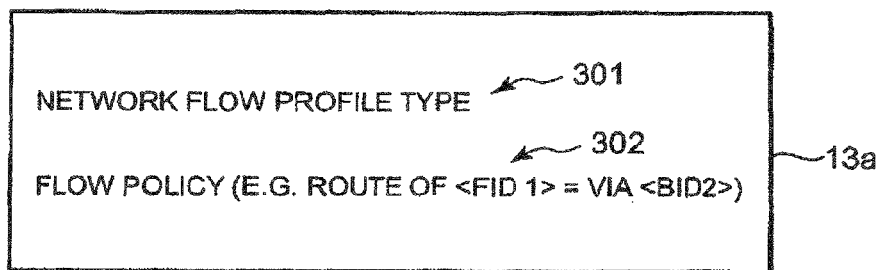 301
NETWORK FLOW PROFILE TYPE
302
13a
FLOW POLICY (E.G. ROUTE OF <FID 1> = VIA <BID2>)